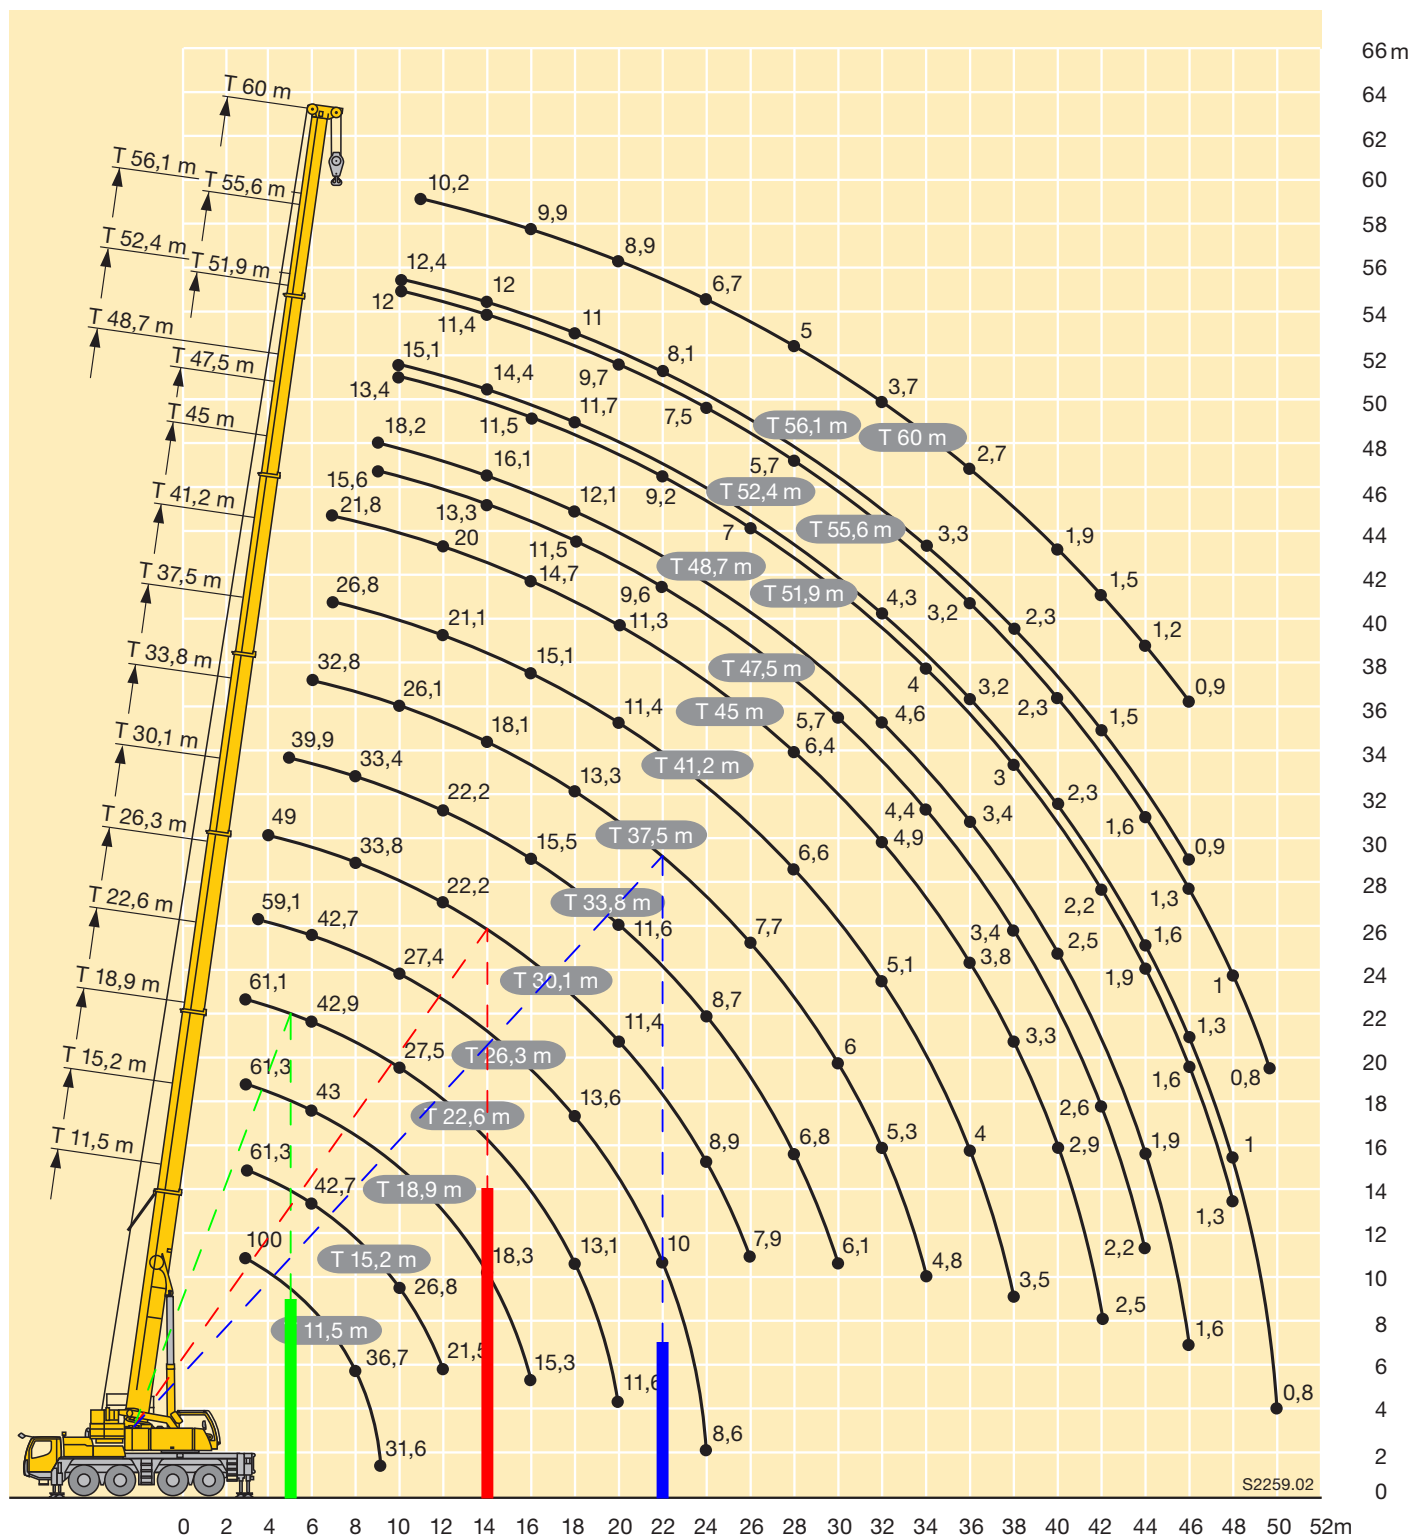 66 m
64
62
60
58
56
54
52
50
48
46
44
42
40
38
36
34
32
30
28
26
24
22
20
18
16
14
12
10
8
6
4
2
0
T 60 m
T 56,1 m
T 55,6 m
T 52,4 m
T 51,9 m
T 48,7 m
T 47,5 m
T 45 m
T 41,2 m
T 37,5 m
T 33,8 m
T 30,1 m
T 26,3 m
T 22,6 m
T 18,9 m
T 15,2 m
T 11,5 m
10,2 9,9 8,9 6,7 5 3,7 2,7 1,9 1,5 1,2 0,9
T 60 m
12,4 12 11 8,1 3,3 2,3 1,5 0,9
T 56,1 m
12 11,4 9,7 7,5 5,7 3,2 2,3 1,6 1,3 1 0,8
T 55,6 m
15,1 14,4 11,7 4,3 3,2 2,3 1,6 1,3 1 0,8
T 52,4 m
13,4 11,5 9,2 7 4 3 2,2 1,9 1,6 1,3
T 51,9 m
18,2 16,1 12,1 4,6 3,4 2,5 1,9 1,6
T 48,7 m
15,6 13,3 11,5 9,6 5,7 4,4 3,4 2,6 2,2
T 47,5 m
21,8 20 14,7 11,3 6,4 4,9 3,8 3,3 2,9 2,5
T 45 m
26,8 21,1 15,1 11,4 6,6 5,1 4 3,5
T 41,2 m
32,8 26,1 18,1 13,3 7,7 6 5,3 4,8
T 37,5 m
39,9 33,4 22,2 15,5 11,6 8,7 6,8 6,1
T 33,8 m
49 33,8 22,2 11,4 8,9 7,9
T 30,1 m
59,1 42,7 27,4 13,6 10 8,6
T 26,3 m
61,1 42,9 27,5 13,1 11,6
T 22,6 m
61,3 43 18,3 15,3
T 18,9 m
61,3 42,7 26,8 21,5
T 15,2 m
100 36,7 31,6
11,5 m
S2259.02
0 2 4 6 8 10 12 14 16 18 20 22 24 26 28 30 32 34 36 38 40 42 44 46 48 50 52m